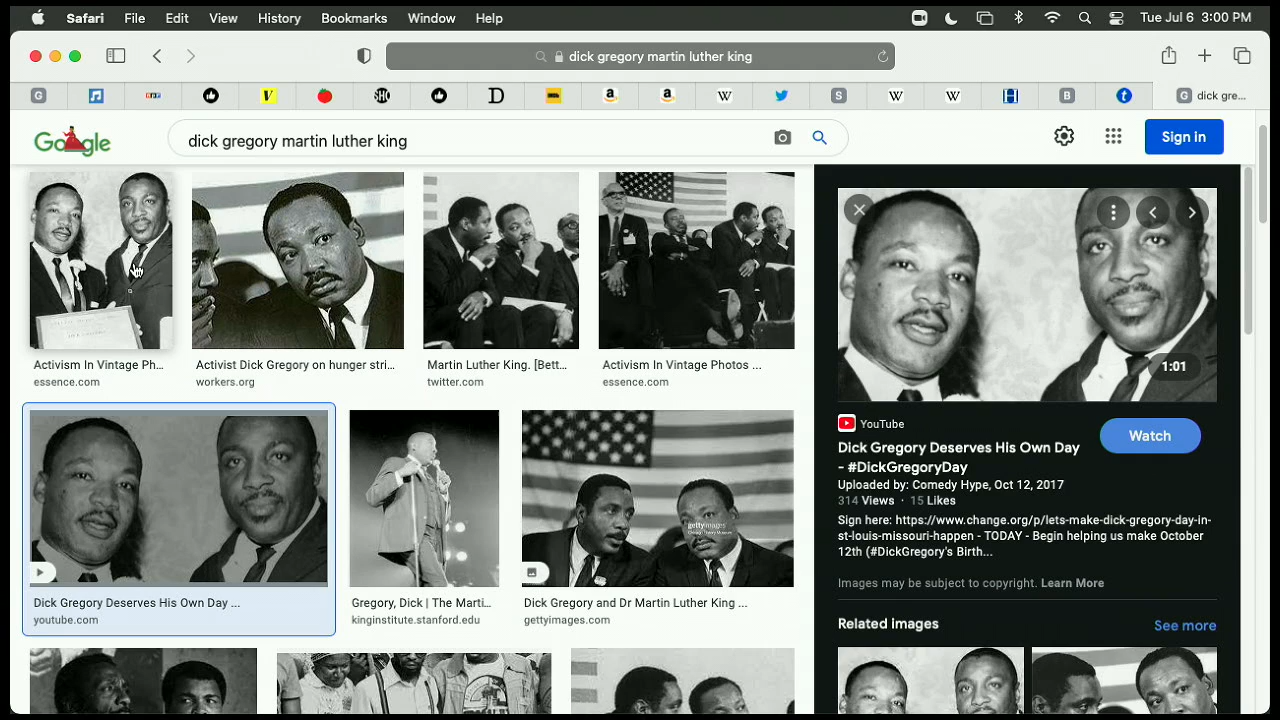 Safari File Edit View History Bookmarks Window Help Tue Jul 6 3:00 PM
dick gregory martin luther king
G npr V SHO D IMDb a a W S W W H B t G dick gre...
Google dick gregory martin luther king Sign in
Activism In Vintage Ph...
essence.com
Activist Dick Gregory on hunger stri...
workers.org
Martin Luther King. [Bett...
twitter.com
Activism In Vintage Photos ...
essence.com
Dick Gregory Deserves His Own Day ...
youtube.com
Gregory, Dick | The Marti...
kinginstitute.stanford.edu
gettyimages
Dick Gregory and Dr Martin Luther King ...
gettyimages.com
1:01
YouTube
Dick Gregory Deserves His Own Day
- #DickGregoryDay
Watch
Uploaded by: Comedy Hype, Oct 12, 2017
314 Views · 15 Likes
Sign here: https://www.change.org/p/lets-make-dick-gregory-day-in-
st-louis-missouri-happen - TODAY - Begin helping us make October
12th (#DickGregory's Birth...
Images may be subject to copyright. Learn More
Related images See more